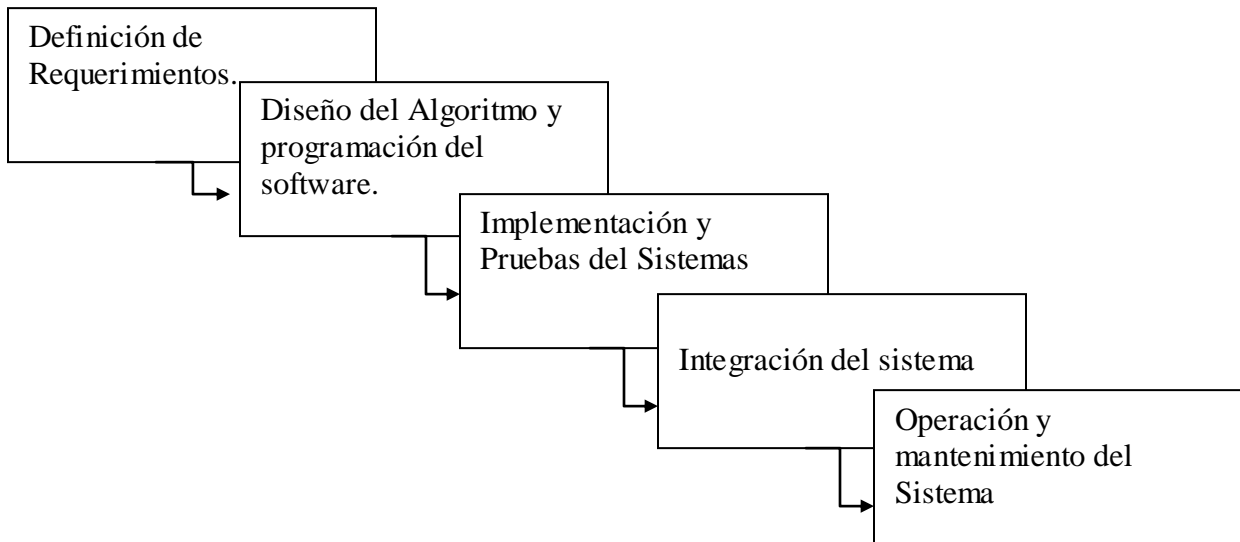 Definición de
Requerimientos.
Diseño del Algoritmo y
programación del
software.
Implementación y
Pruebas del Sistemas
Integración del sistema
Operación y
mantenimiento del
Sistema